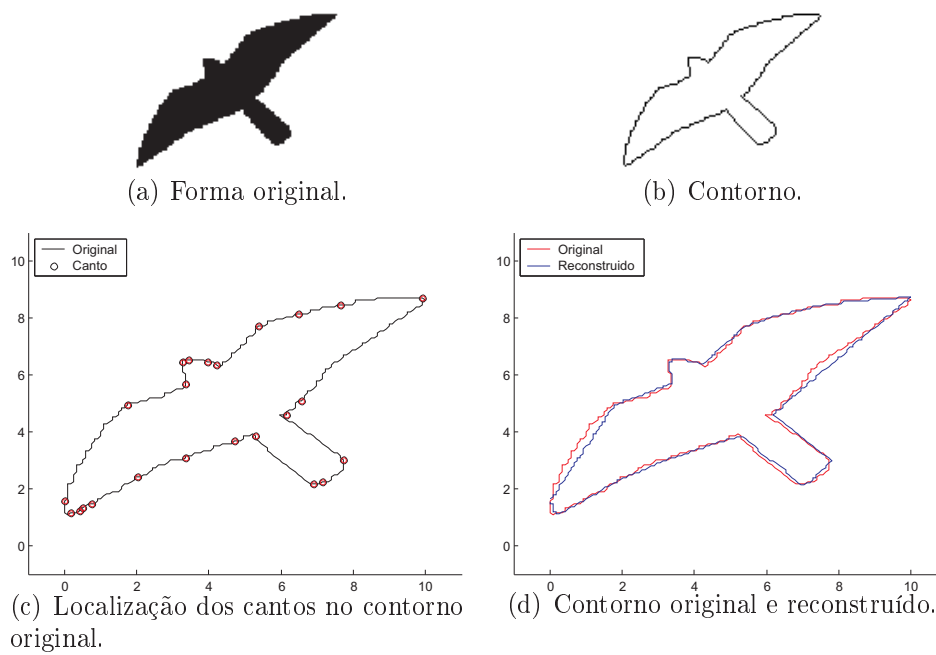 (a) Forma original.
(b) Contorno.
Original
Canto
10
8
6
4
2
0
0 2 4 6 8 10
(c) Localização dos cantos no contorno
original.
Original
Reconstruido
10
8
6
4
2
0
0 2 4 6 8 10
(d) Contorno original e reconstruído.